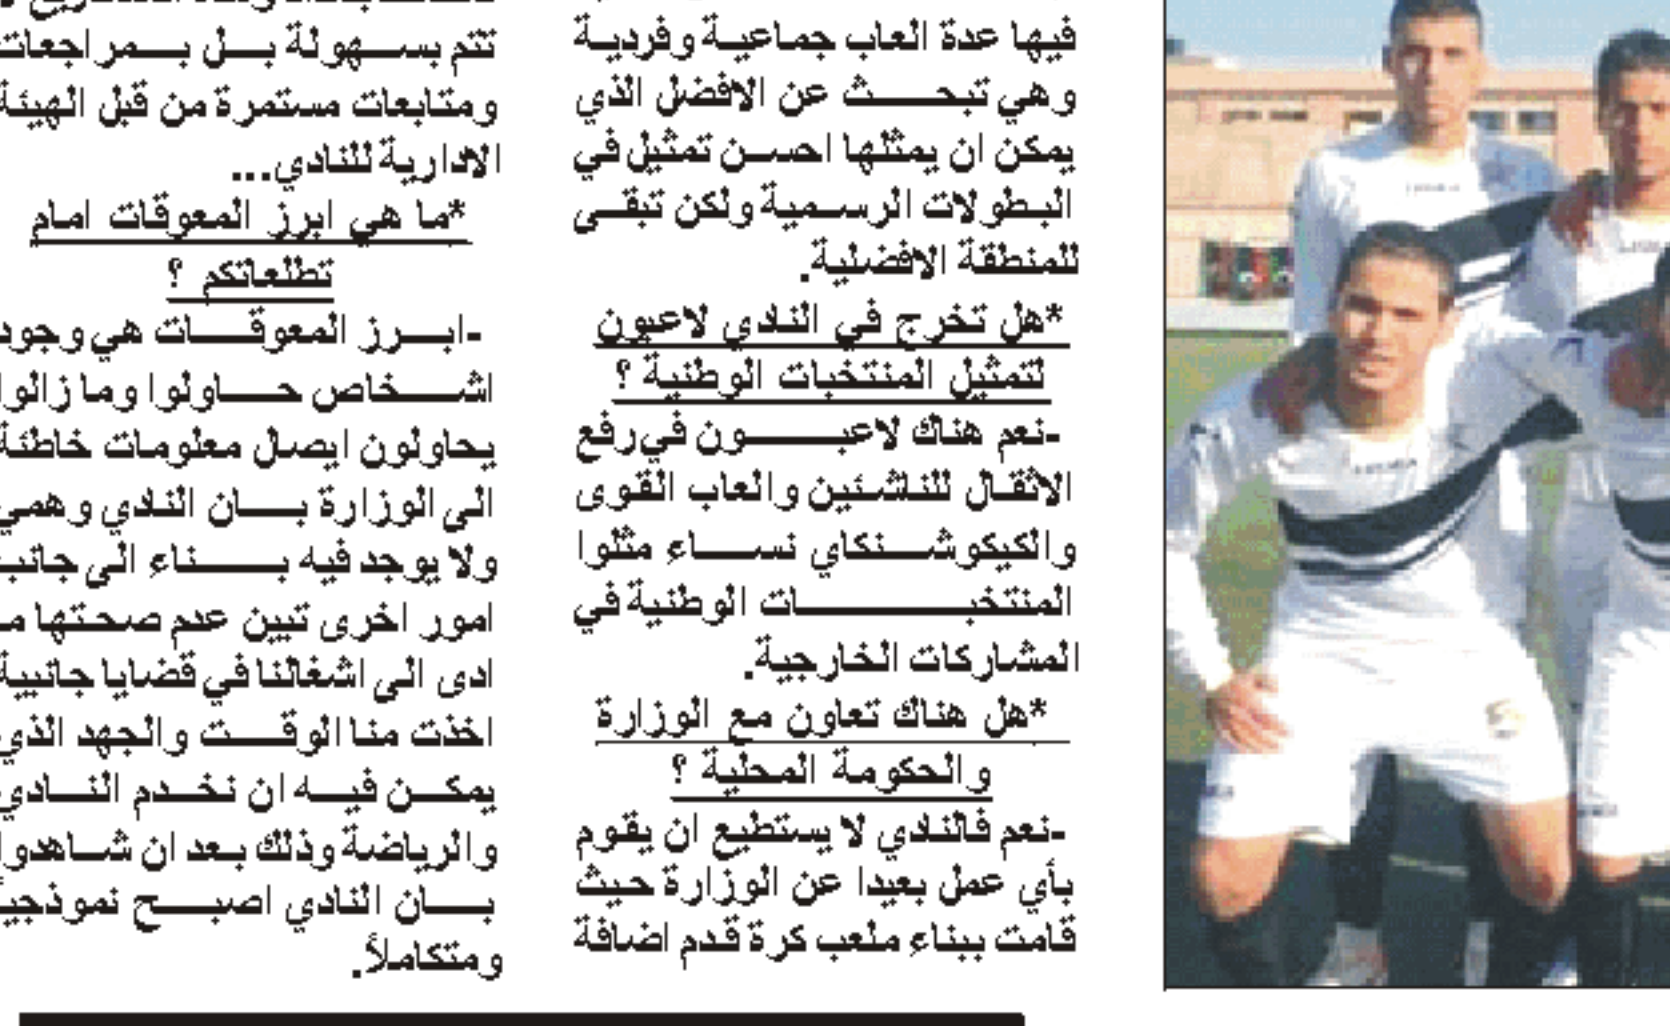 فيها عدة العاب جماعية وفردية
وهي تبحث عن الافضل الذي
يمكن ان يمثلها احسن تمثيل في
البطولات الرسمية ولكن تبقى
للمنطقة الافضلية.
*هل تخرج في النادي لاعبون
لتمثيل المنتخبات الوطنية ؟
-نعم هناك لاعبون في رفع
الاثقال للناشئين والعاب القوى
والكيكوشنكاي نساء مثلوا
المنتخبات الوطنية في
المشاركات الخارجية.
*هل هناك تعاون مع الوزارة
والحكومة المحلية ؟
-نعم فالنادي لا يستطيع ان يقوم
بأي عمل بعيدا عن الوزارة حيث
قامت ببناء ملعب كرة قدم اضافة
تتم بسهولة بل بمراجعات
ومتابعات مستمرة من قبل الهيئة
الادارية للنادي...
*ما هي ابرز المعوقات امام
تطلعاتكم ؟
-ابرز المعوقات هي وجود
اشخاص حاولوا وما زالوا
يحاولون ايصال معلومات خاطئة
الى الوزارة بان النادي وهمي
ولا يوجد فيه بناء الى جانب
امور اخرى تبين عدم صحتها
ادى الى اشغالنا في قضايا جانبية
اخذت منا الوقت والجهد الذي
يمكن فيه ان نخدم النادي
والرياضة وذلك بعد ان شاهدوا
بان النادي اصبح نموذجياً
ومتكاملاً.